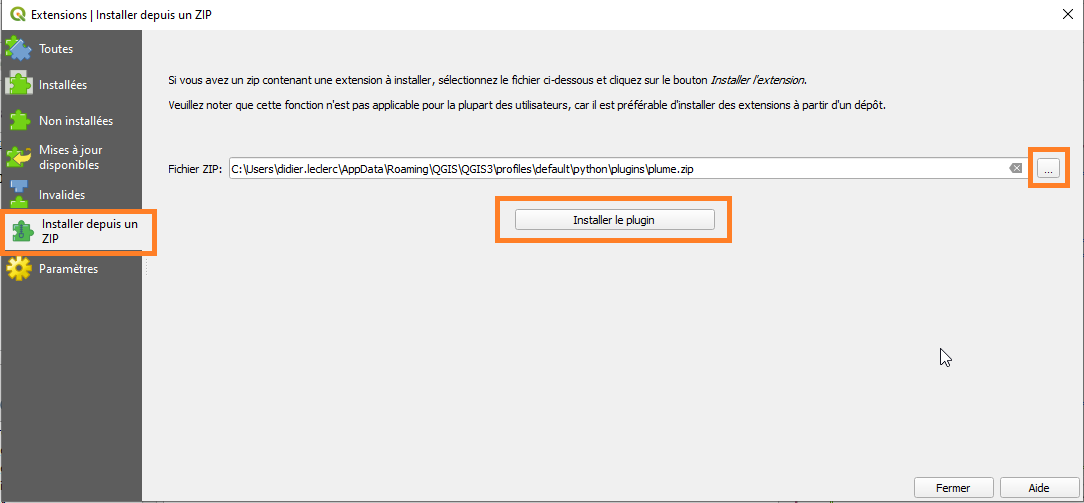 Extensions | Installer depuis un ZIP
Toutes
Installées
Non installées
Mises à jour
disponibles
Invalides
Installer depuis un
ZIP
Paramètres
Si vous avez un zip contenant une extension à installer, sélectionnez le fichier ci-dessous et cliquez sur le bouton Installer l'extension.
Veuillez noter que cette fonction n'est pas applicable pour la plupart des utilisateurs, car il est préférable d'installer des extensions à partir d'un dépôt.
Fichier ZIP: C:\Users\didier.leclerc\AppData\Roaming\QGIS\QGIS3\profiles\default\python\plugins\plume.zip ...
Installer le plugin
Fermer Aide